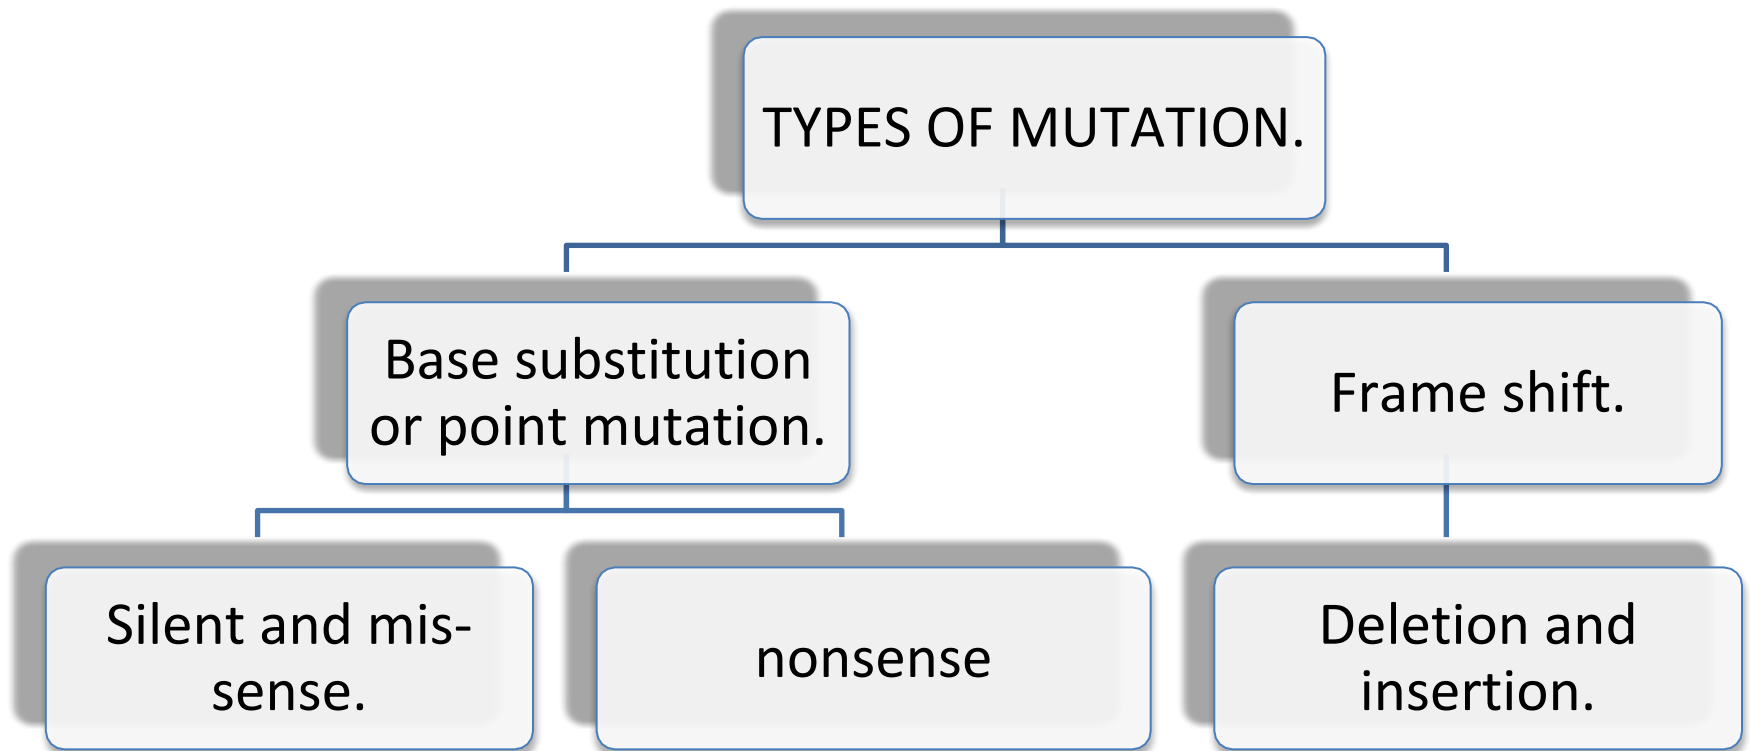 TYPES OF MUTATION.
Base substitution
or point mutation.
Frame shift.
Silent and mis-
sense.
nonsense
Deletion and
insertion.